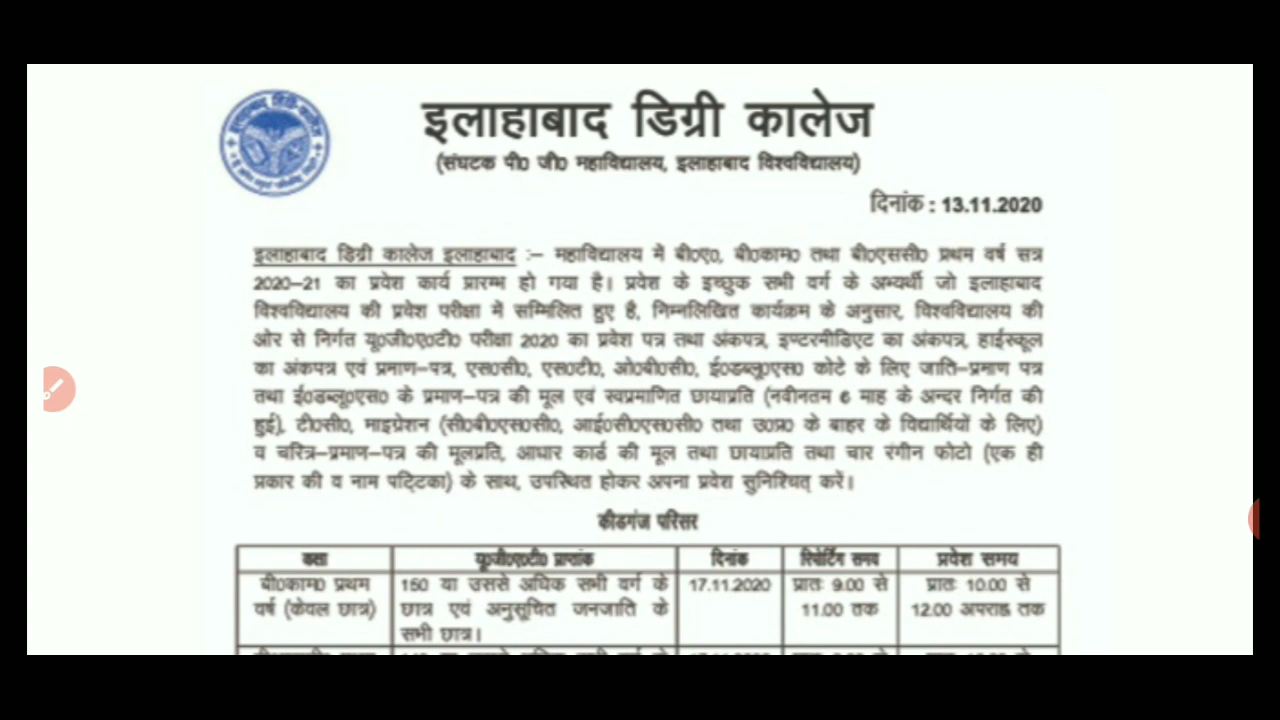 इलाहाबाद डिग्री कालेज
(संघटक पी0 जी0 महाविद्यालय, इलाहाबाद विश्वविद्यालय)
दिनांक : 13.11.2020
इलाहाबाद डिग्री कालेज इलाहाबाद :– महाविद्यालय में बी0ए0, बी0काम0 तथा बी0एससी0 प्रथम वर्ष सत्र
2020–21 का प्रवेश कार्य प्रारम्भ हो गया है। प्रवेश के इच्छुक सभी वर्ग के अभ्यर्थी जो इलाहाबाद
विश्वविद्यालय की प्रवेश परीक्षा में सम्मिलित हुए है, निम्नलिखित कार्यक्रम के अनुसार, विश्वविद्यालय की
ओर से निर्गत यू0जी0ए0टी0 परीक्षा 2020 का प्रवेश पत्र तथा अंकपत्र, इण्टरमीडिएट का अंकपत्र, हाईस्कूल
का अंकपत्र एवं प्रमाण–पत्र, एस0सी0, एस0टी0, ओ0बी0सी0, ई0डब्लू0एस0 कोटे के लिए जाति–प्रमाण पत्र
तथा ई0डब्लू0एस0 के प्रमाण–पत्र की मूल एवं स्वप्रमाणित छायाप्रति (नवीनतम 6 माह के अन्दर निर्गत की
हुई), टी0सी0, माइग्रेशन (सी0बी0एस0सी0, आई0सी0एस0सी0 तथा उ0प्र0 के बाहर के विद्यार्थियों के लिए)
व चरित्र–प्रमाण–पत्र की मूलप्रति, आधार कार्ड की मूल तथा छायाप्रति तथा चार रंगीन फोटो (एक ही
प्रकार की व नाम पट्टिका) के साथ, उपस्थित होकर अपना प्रवेश सुनिश्चित् करें।
कीडगंज परिसर
कक्षा यू0जी0ए0टी0 प्राप्तांक दिनांक रिपोर्टिंग समय प्रवेश समय
बी0काम0 प्रथम 150 या उससे अधिक सभी वर्ग के 17.11.2020 प्रातः 9.00 से प्रातः 10.00 से
वर्ष (केवल छात्र) छात्र एवं अनुसूचित जनजाति के 11.00 तक 12.00 अपराह्न तक
सभी छात्र।